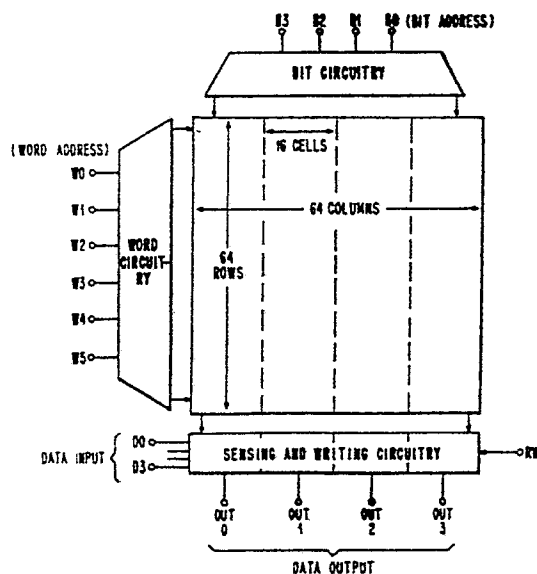 B3 B2 B1 B0 (BIT ADDRESS)
BIT CIRCUITRY
16 CELLS
(WORD ADDRESS)
W0
W1
W2
W3
W4
W5
WORD
CIRCUIT-
RY
64 COLUMNS
64
ROWS
DATA INPUT
D0
D3
SENSING AND WRITING CIRCUITRY
RW
OUT OUT OUT OUT
0 1 2 3
DATA OUTPUT